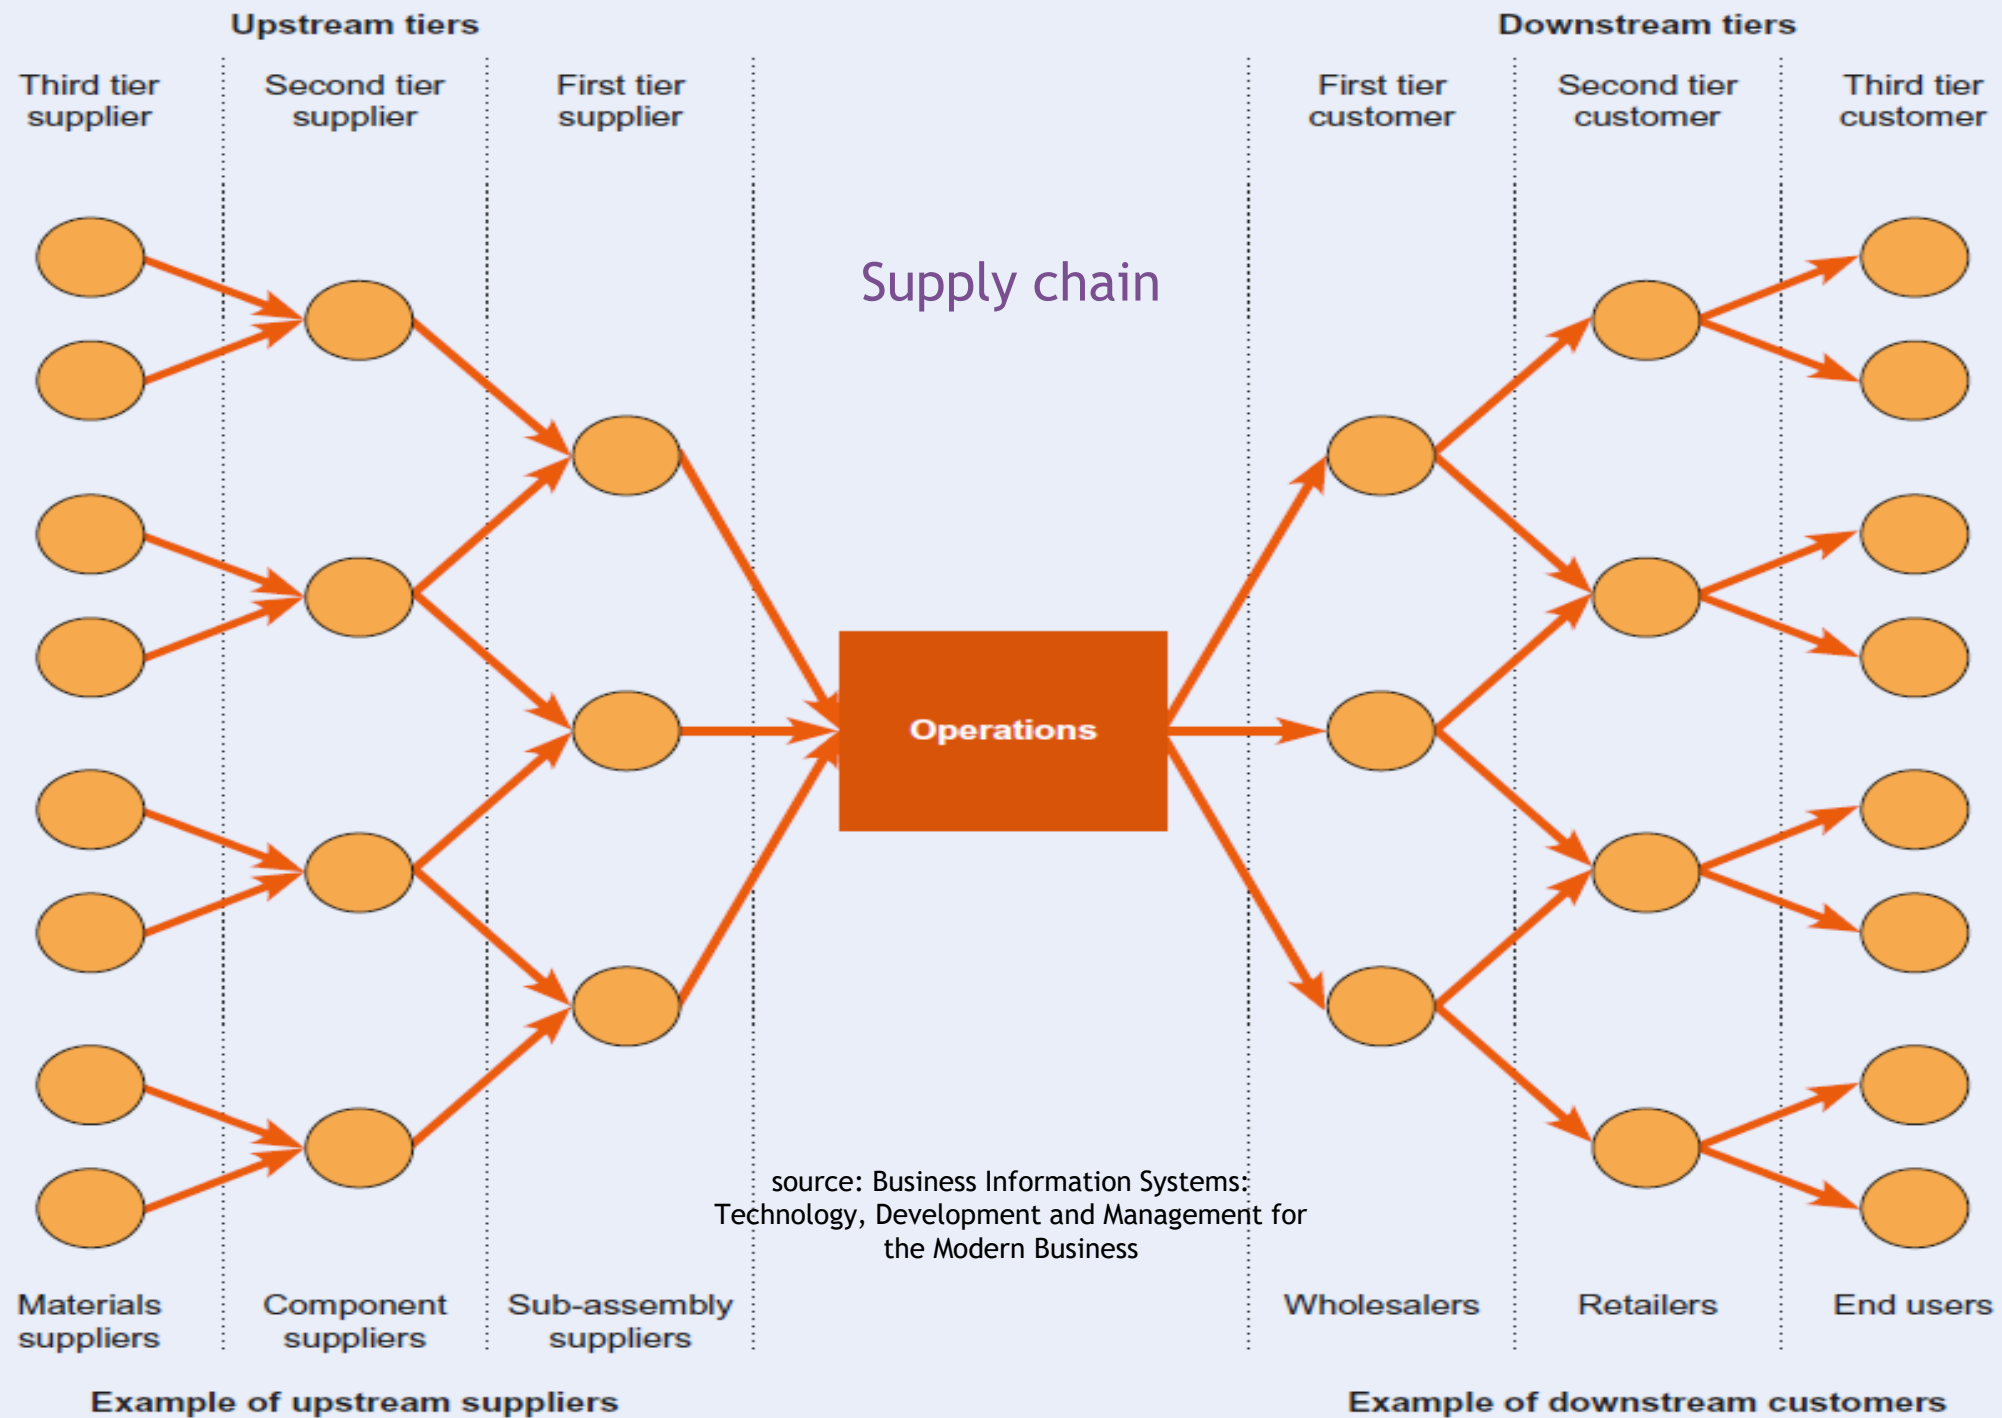 Upstream tiers
Downstream tiers
Third tier
supplier
Second tier
supplier
First tier
supplier
First tier
customer
Second tier
customer
Third tier
customer
Supply chain
Operations
source: Business Information Systems:
Technology, Development and Management for
the Modern Business
Materials
suppliers
Component
suppliers
Sub-assembly
suppliers
Wholesalers
Retailers
End users
Example of upstream suppliers
Example of downstream customers